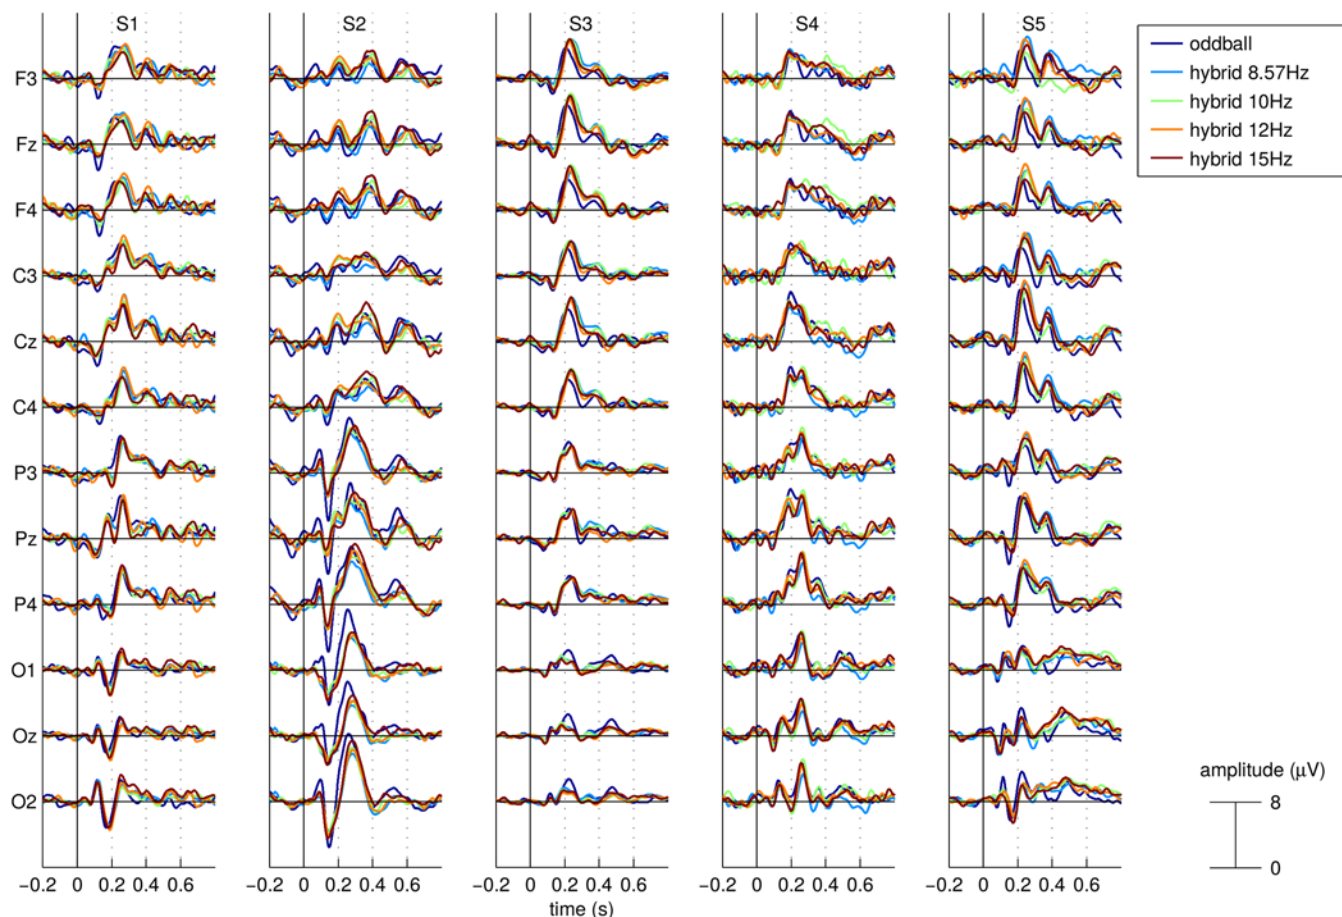 S1 S2 S3 S4 S5
oddball
hybrid 8.57Hz
hybrid 10Hz
hybrid 12Hz
hybrid 15Hz
F3
Fz
F4
C3
Cz
C4
P3
Pz
P4
O1
Oz
O2
amplitude (μV)
8
0
−0.2 0 0.2 0.4 0.6 −0.2 0 0.2 0.4 0.6 −0.2 0 0.2 0.4 0.6 −0.2 0 0.2 0.4 0.6 −0.2 0 0.2 0.4 0.6
time (s)